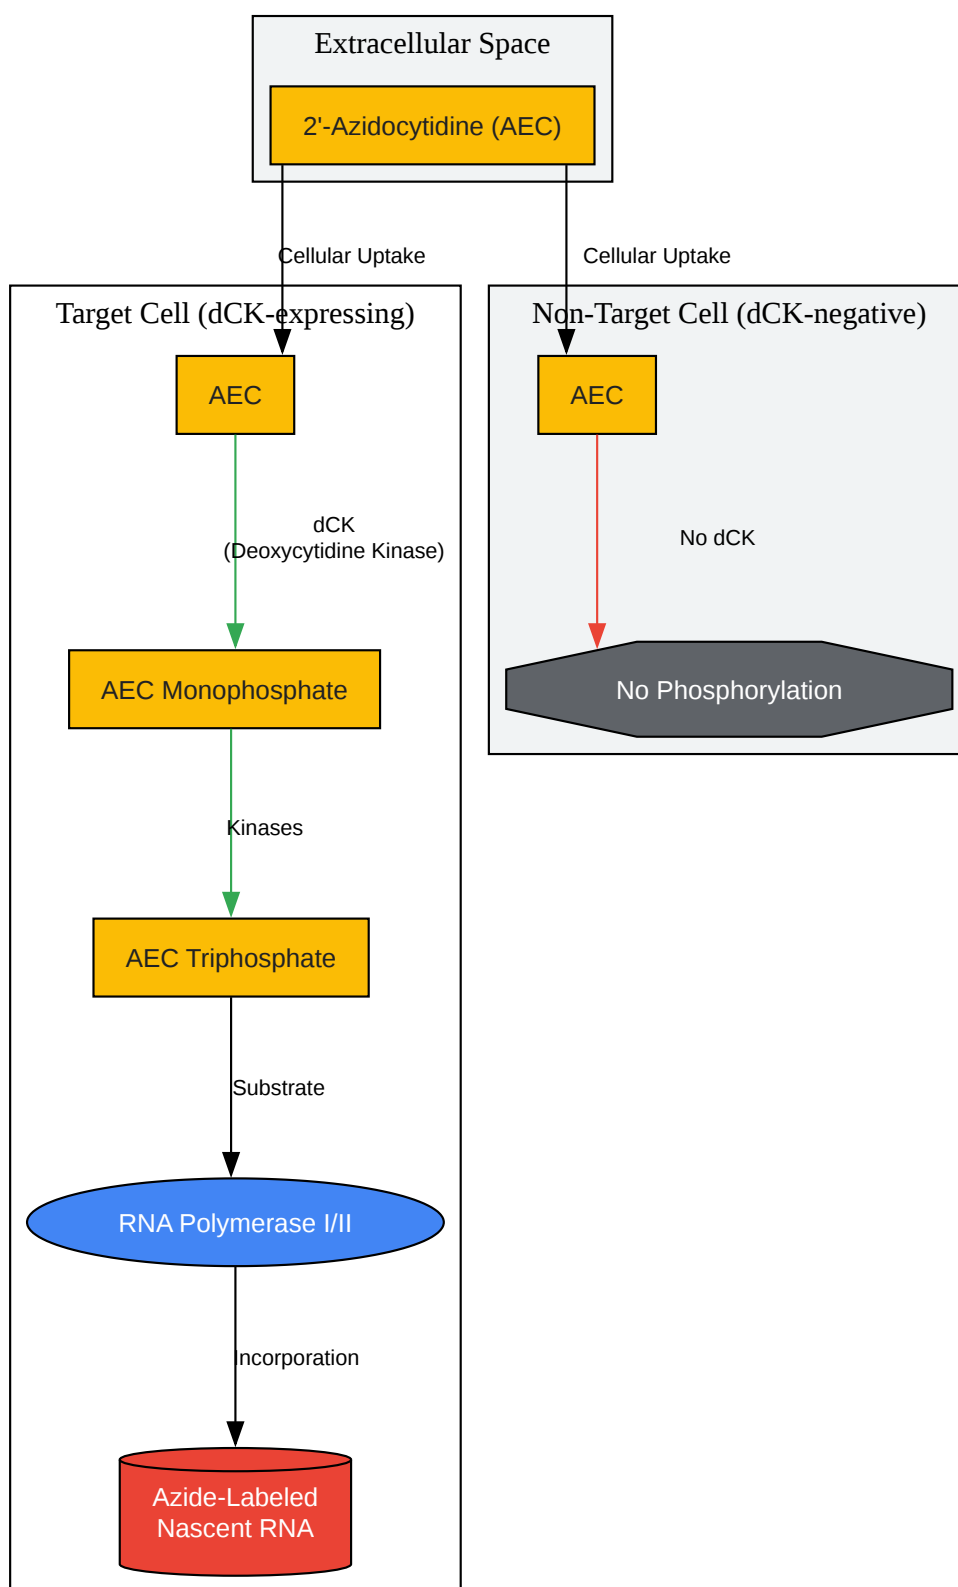 Extracellular Space
2'-Azidocytidine (AEC)
Cellular Uptake
Cellular Uptake
Target Cell (dCK-expressing)
Non-Target Cell (dCK-negative)
AEC
AEC
dCK
(Deoxycytidine Kinase)
No dCK
AEC Monophosphate
No Phosphorylation
Kinases
AEC Triphosphate
Substrate
RNA Polymerase I/II
Incorporation
Azide-Labeled
Nascent RNA